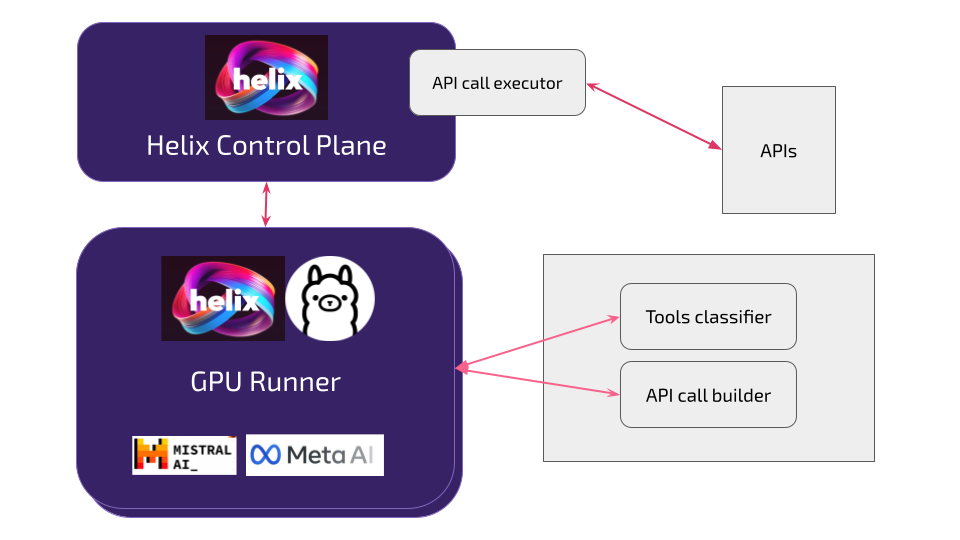 helix
API call executor
Helix Control Plane
APIs
helix
GPU Runner
MISTRAL
AI_
Meta AI
Tools classifier
API call builder